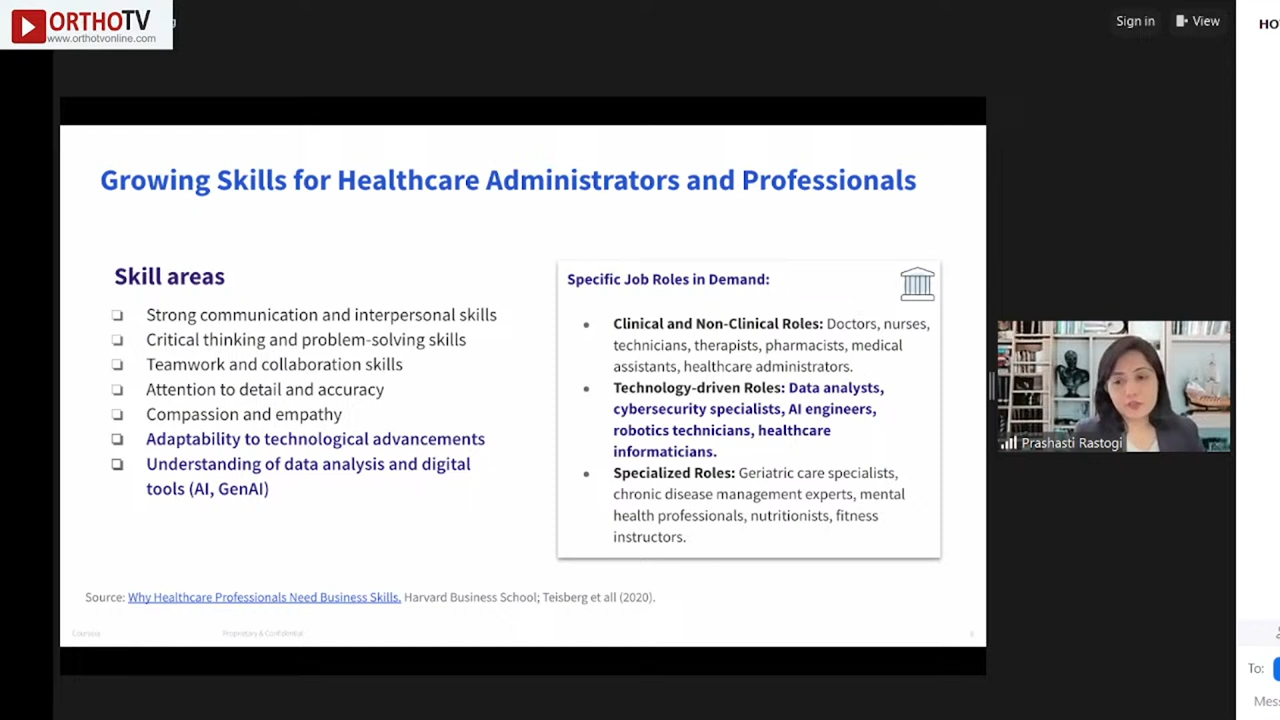 ORTHOTV
www.orthotvonline.com
Sign in
View
Growing Skills for Healthcare Administrators and Professionals
Skill areas
Strong communication and interpersonal skills
Critical thinking and problem-solving skills
Teamwork and collaboration skills
Attention to detail and accuracy
Compassion and empathy
Adaptability to technological advancements
Understanding of data analysis and digital
tools (AI, GenAI)
Specific Job Roles in Demand:
Clinical and Non-Clinical Roles: Doctors, nurses,
technicians, therapists, pharmacists, medical
assistants, healthcare administrators.
Technology-driven Roles: Data analysts,
cybersecurity specialists, AI engineers,
robotics technicians, healthcare
informaticians.
Specialized Roles: Geriatric care specialists,
chronic disease management experts, mental
health professionals, nutritionists, fitness
instructors.
Source: Why Healthcare Professionals Need Business Skills. Harvard Business School; Teisberg et all (2020).
Coursera
Proprietary & Confidential
Prashasti Rastogi
To: